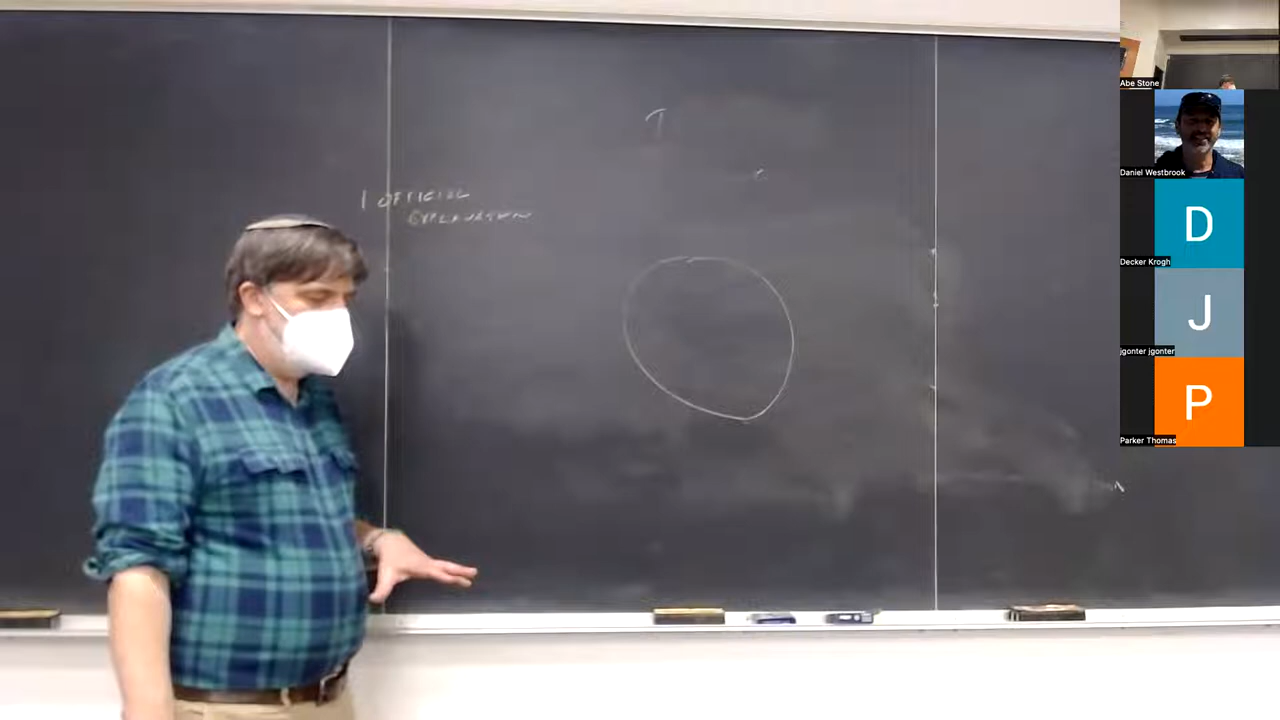 T
c
1 OFFICIAL
EXPLANATION
Abe Stone
Daniel Westbrook
D
Decker Krogh
J
jgonter jgonter
P
Parker Thomas